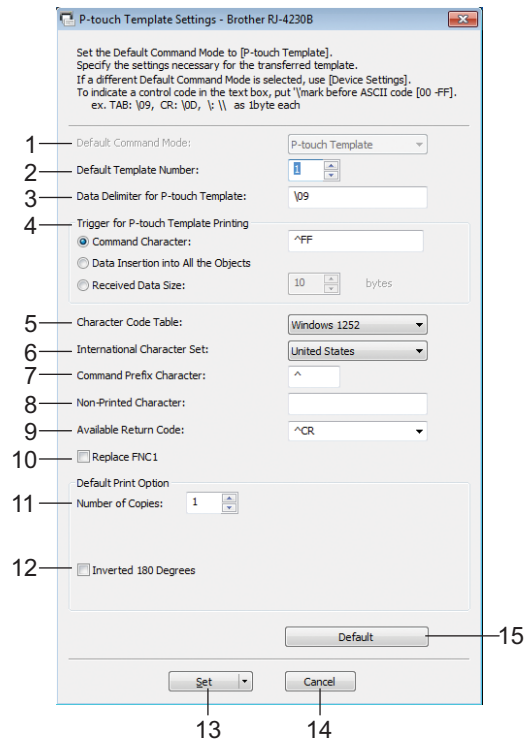 P-touch Template Settings - Brother RJ-4230B
Set the Default Command Mode to [P-touch Template].
Specify the settings necessary for the transferred template.
If a different Default Command Mode is selected, use [Device Settings].
To indicate a control code in the text box, put '\'mark before ASCII code [00 -FF].
ex. TAB: \09, CR: \0D, \: \\ as 1byte each
1 Default Command Mode: P-touch Template
2 Default Template Number: 1
3 Data Delimiter for P-touch Template: \09
4 Trigger for P-touch Template Printing
Command Character: ^FF
Data Insertion into All the Objects
Received Data Size: 10 bytes
5 Character Code Table: Windows 1252
6 International Character Set: United States
7 Command Prefix Character: ^
8 Non-Printed Character:
9 Available Return Code: ^CR
10 Replace FNC1
Default Print Option
11 Number of Copies: 1
12 Inverted 180 Degrees
Default 15
Set Cancel
13 14